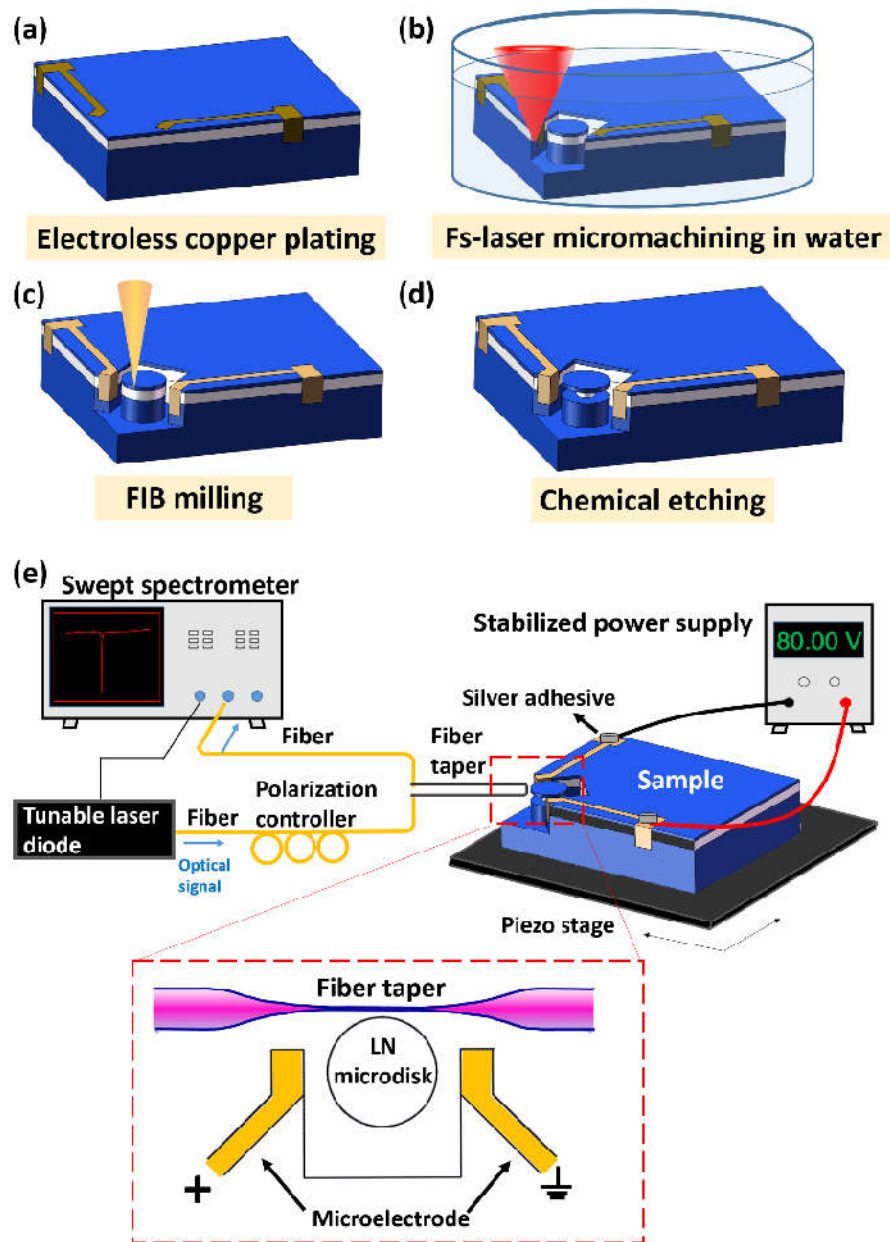 (a)
(b)
Electroless copper plating
Fs-laser micromachining in water
(c)
(d)
FIB milling
Chemical etching
(e)
Swept spectrometer
Stabilized power supply
80.00 V
Silver adhesive
Fiber
Fiber
taper
Sample
Tunable laser
diode
Fiber
Polarization
controller
Optical
signal
Piezo stage
Fiber taper
LN
microdisk
+
Microelectrode